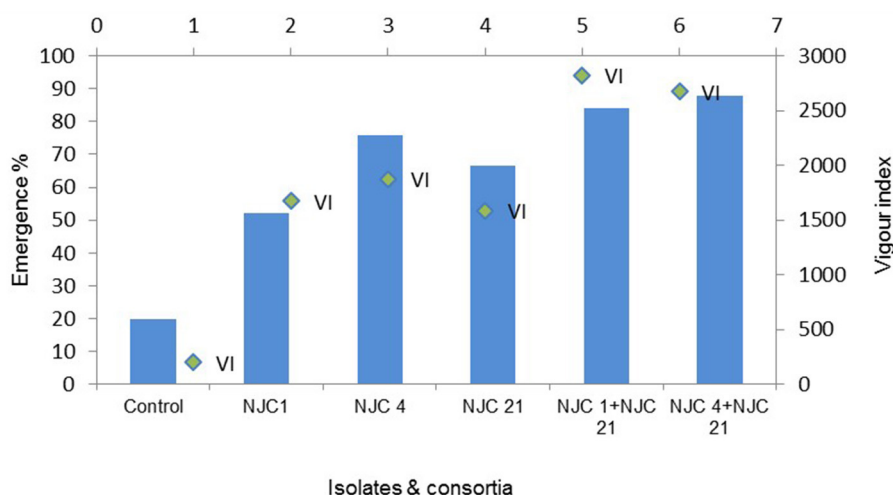 0 1 2 3 4 5 6 7
100 3000
90 VI VI 2500
80
70 2000
60 VI VI 1500
50 VI
40 1000
30
20 500
10 VI
0 0
Emergence %
Vigour index
Control NJC1 NJC 4 NJC 21 NJC 1+NJC NJC 4+NJC
21 21
Isolates & consortia